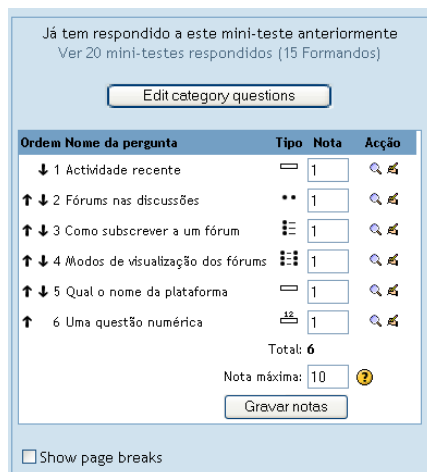 Já tem respondido a este mini-teste anteriormente
Ver 20 mini-testes respondidos (15 Formandos)
Edit category questions
Ordem Nome da pergunta Tipo Nota Acção
1 Actividade recente 1
2 Fórums nas discussões 1
3 Como subscrever a um fórum 1
4 Modos de visualização dos fórums 1
5 Qual o nome da plataforma 1
6 Uma questão numérica 12 1
Total: 6
Nota máxima: 10 ?
Gravar notas
Show page breaks